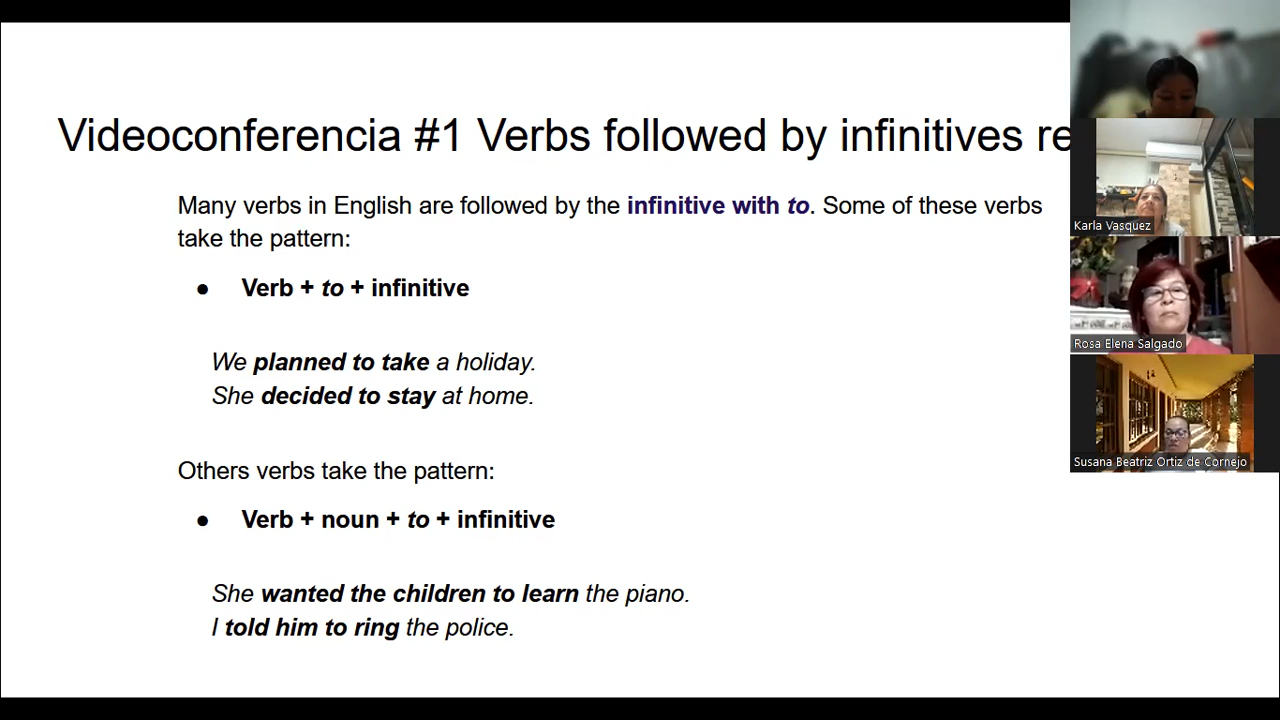 Videoconferencia #1 Verbs followed by infinitives re
Many verbs in English are followed by the infinitive with to. Some of these verbs
take the pattern:
● Verb + to + infinitive
We planned to take a holiday.
She decided to stay at home.
Others verbs take the pattern:
● Verb + noun + to + infinitive
She wanted the children to learn the piano.
I told him to ring the police.
Karla Vasquez
Rosa Elena Salgado
Susana Beatriz Ortiz de Cornejo